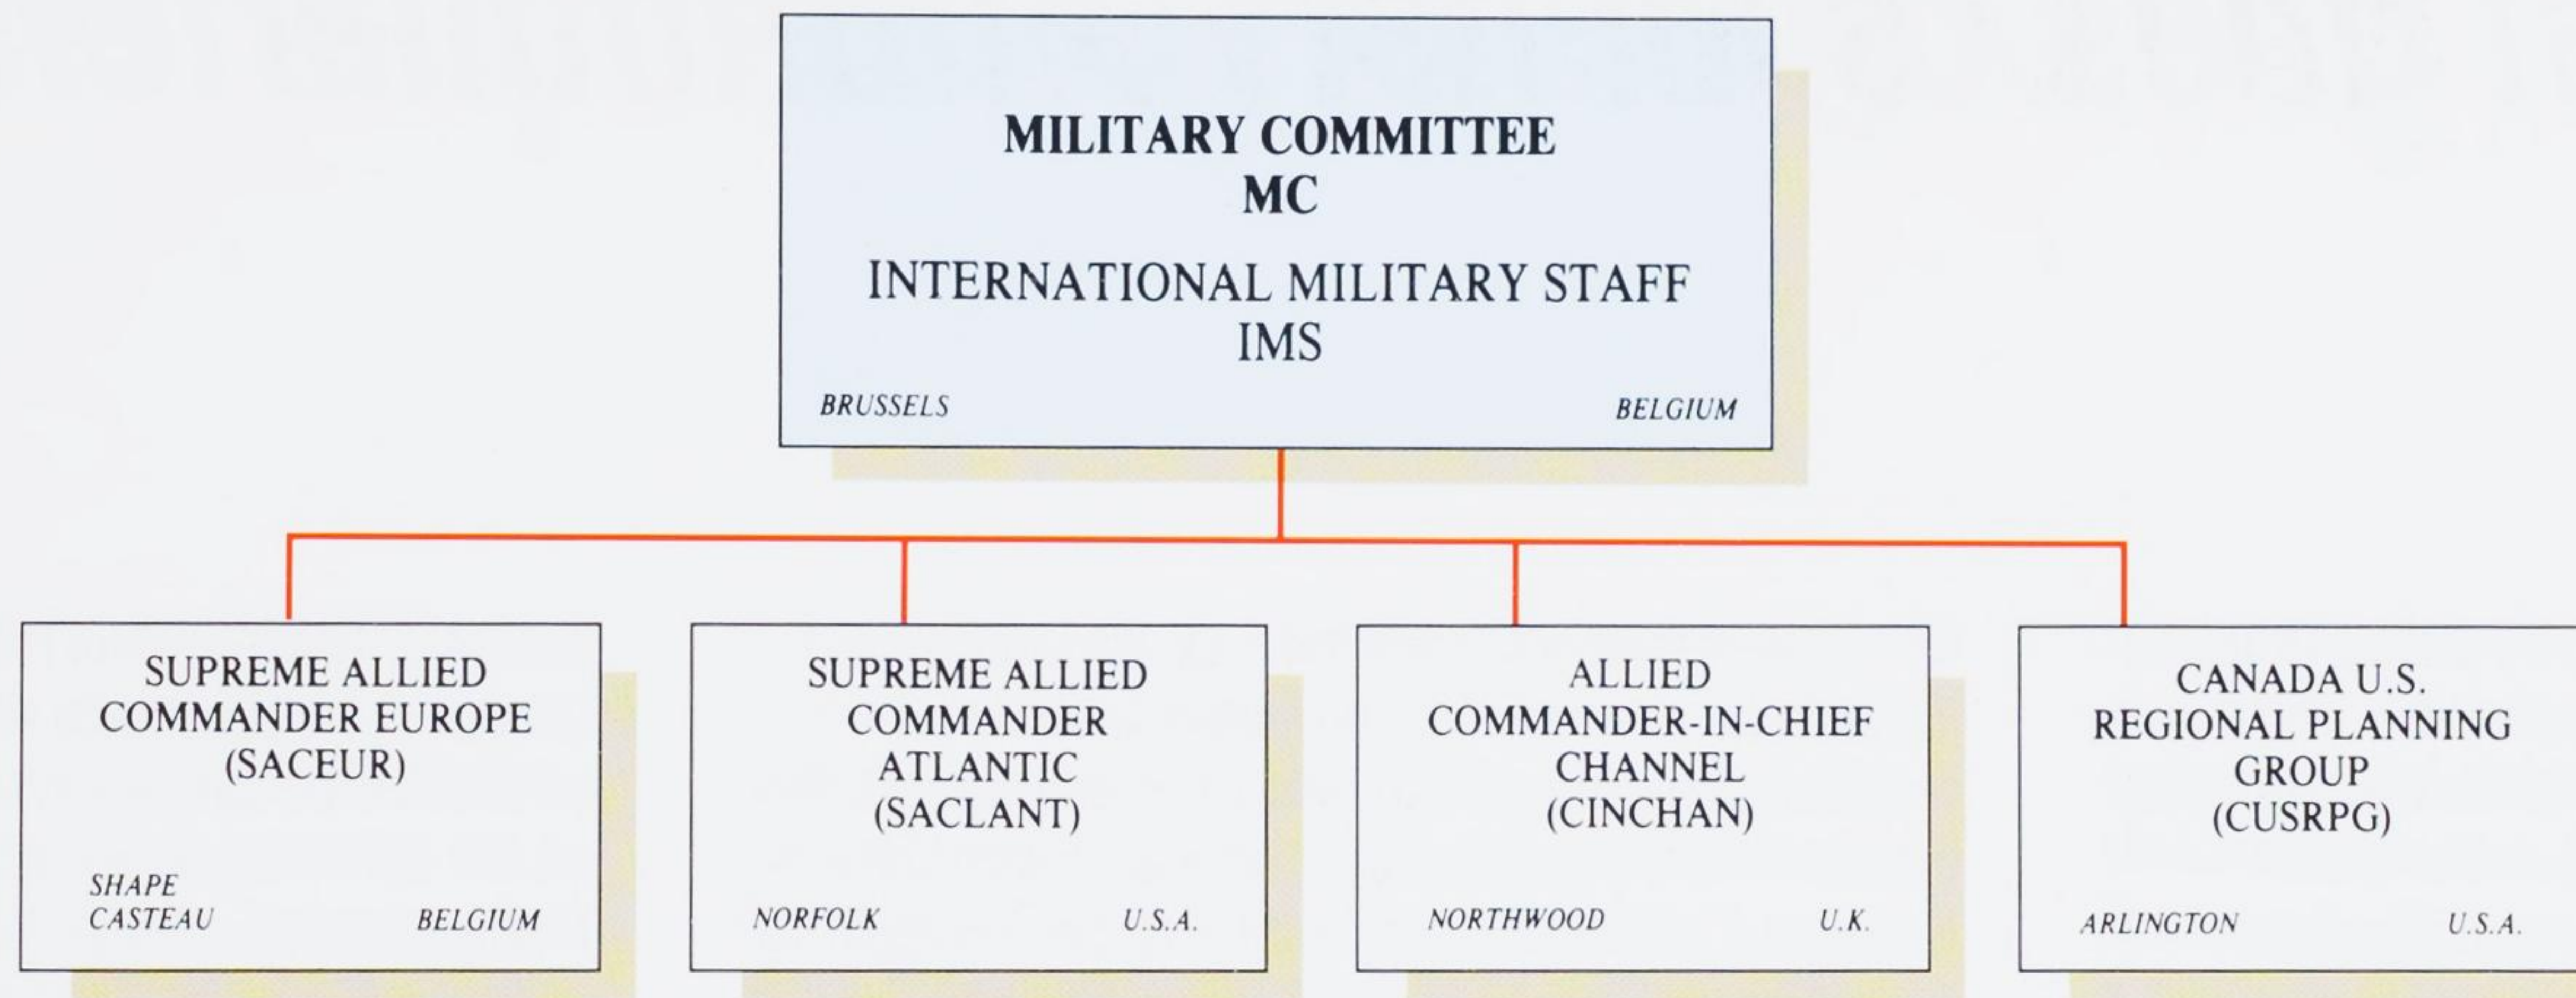 MILITARY COMMITTEE
MC
INTERNATIONAL MILITARY STAFF
IMS
BRUSSELS BELGIUM
SUPREME ALLIED
COMMANDER EUROPE
(SACEUR)
SHAPE
CASTEAU BELGIUM
SUPREME ALLIED
COMMANDER
ATLANTIC
(SACLANT)
NORFOLK U.S.A.
ALLIED
COMMANDER-IN-CHIEF
CHANNEL
(CINCHAN)
NORTHWOOD U.K.
CANADA U.S.
REGIONAL PLANNING
GROUP
(CUSRPG)
ARLINGTON U.S.A.